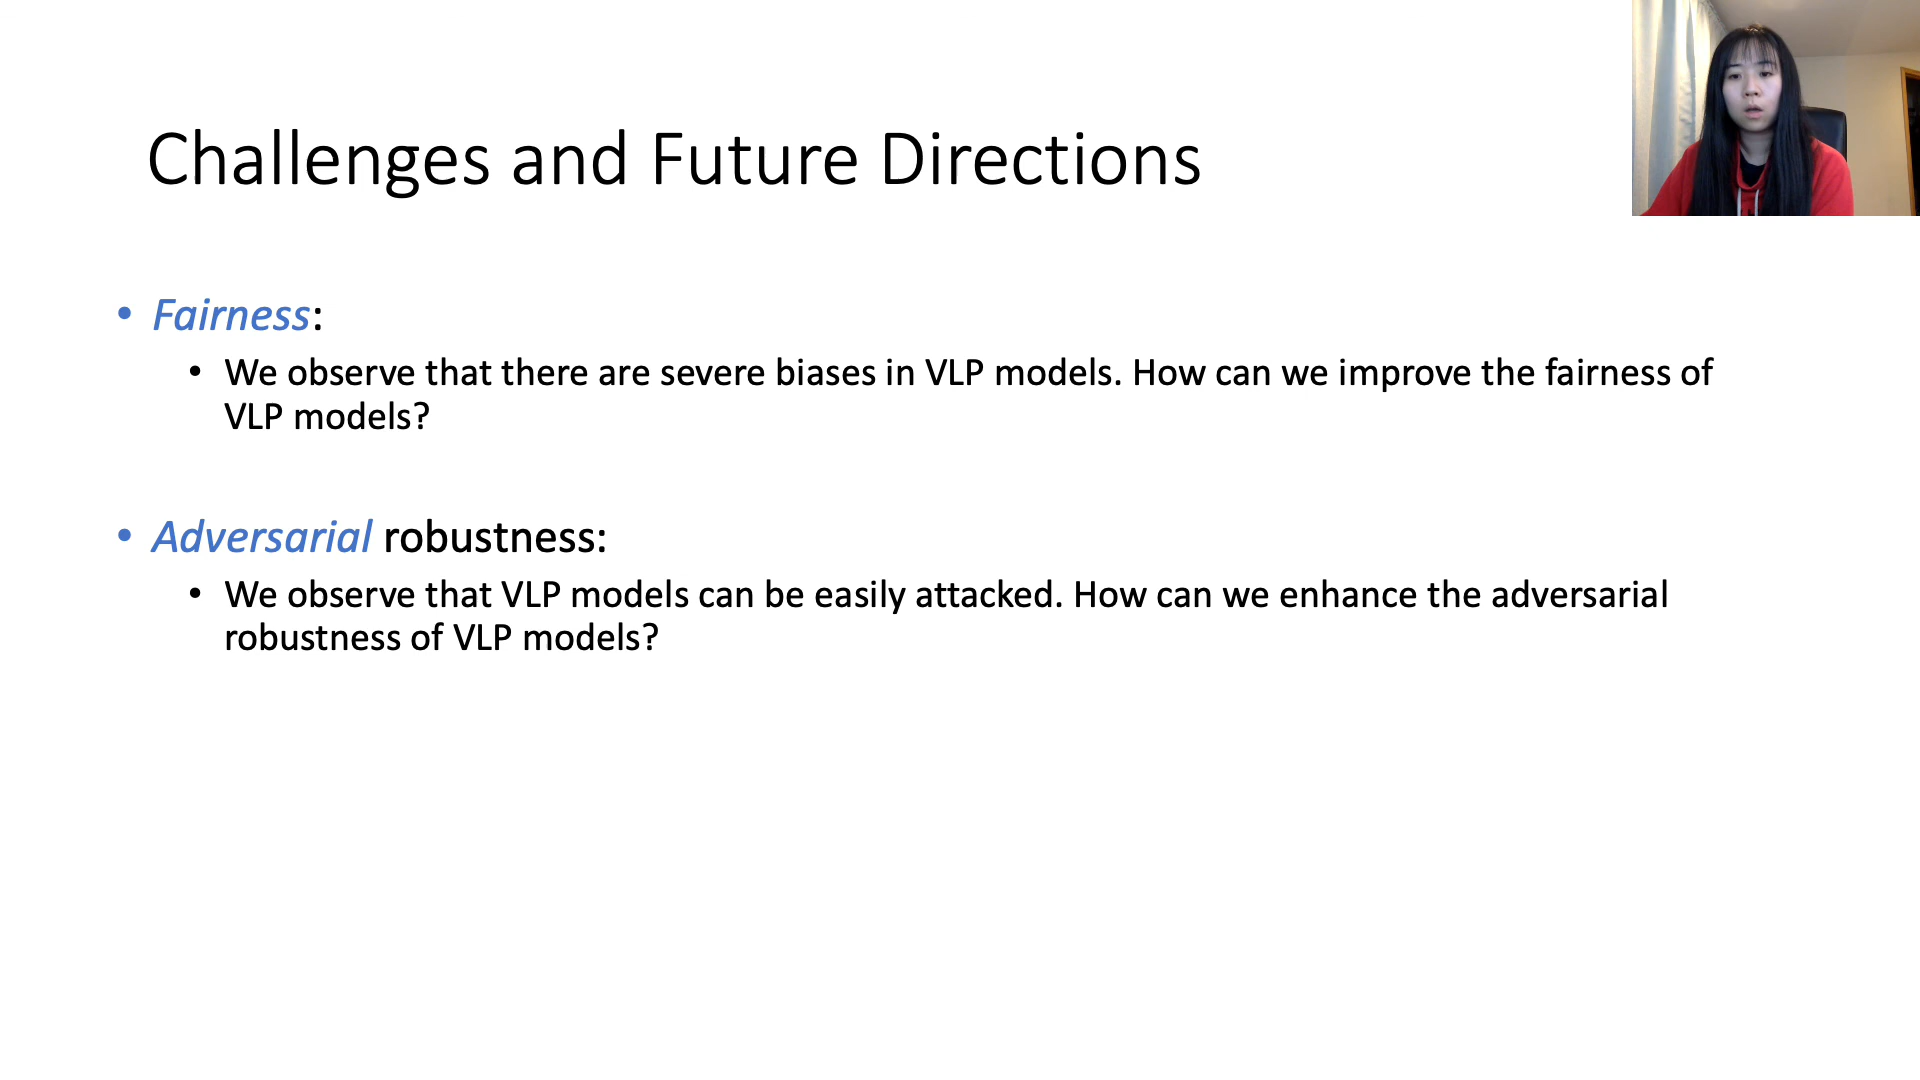 Challenges and Future Directions
• Fairness:
• We observe that there are severe biases in VLP models. How can we improve the fairness of
VLP models?
• Adversarial robustness:
• We observe that VLP models can be easily attacked. How can we enhance the adversarial
robustness of VLP models?